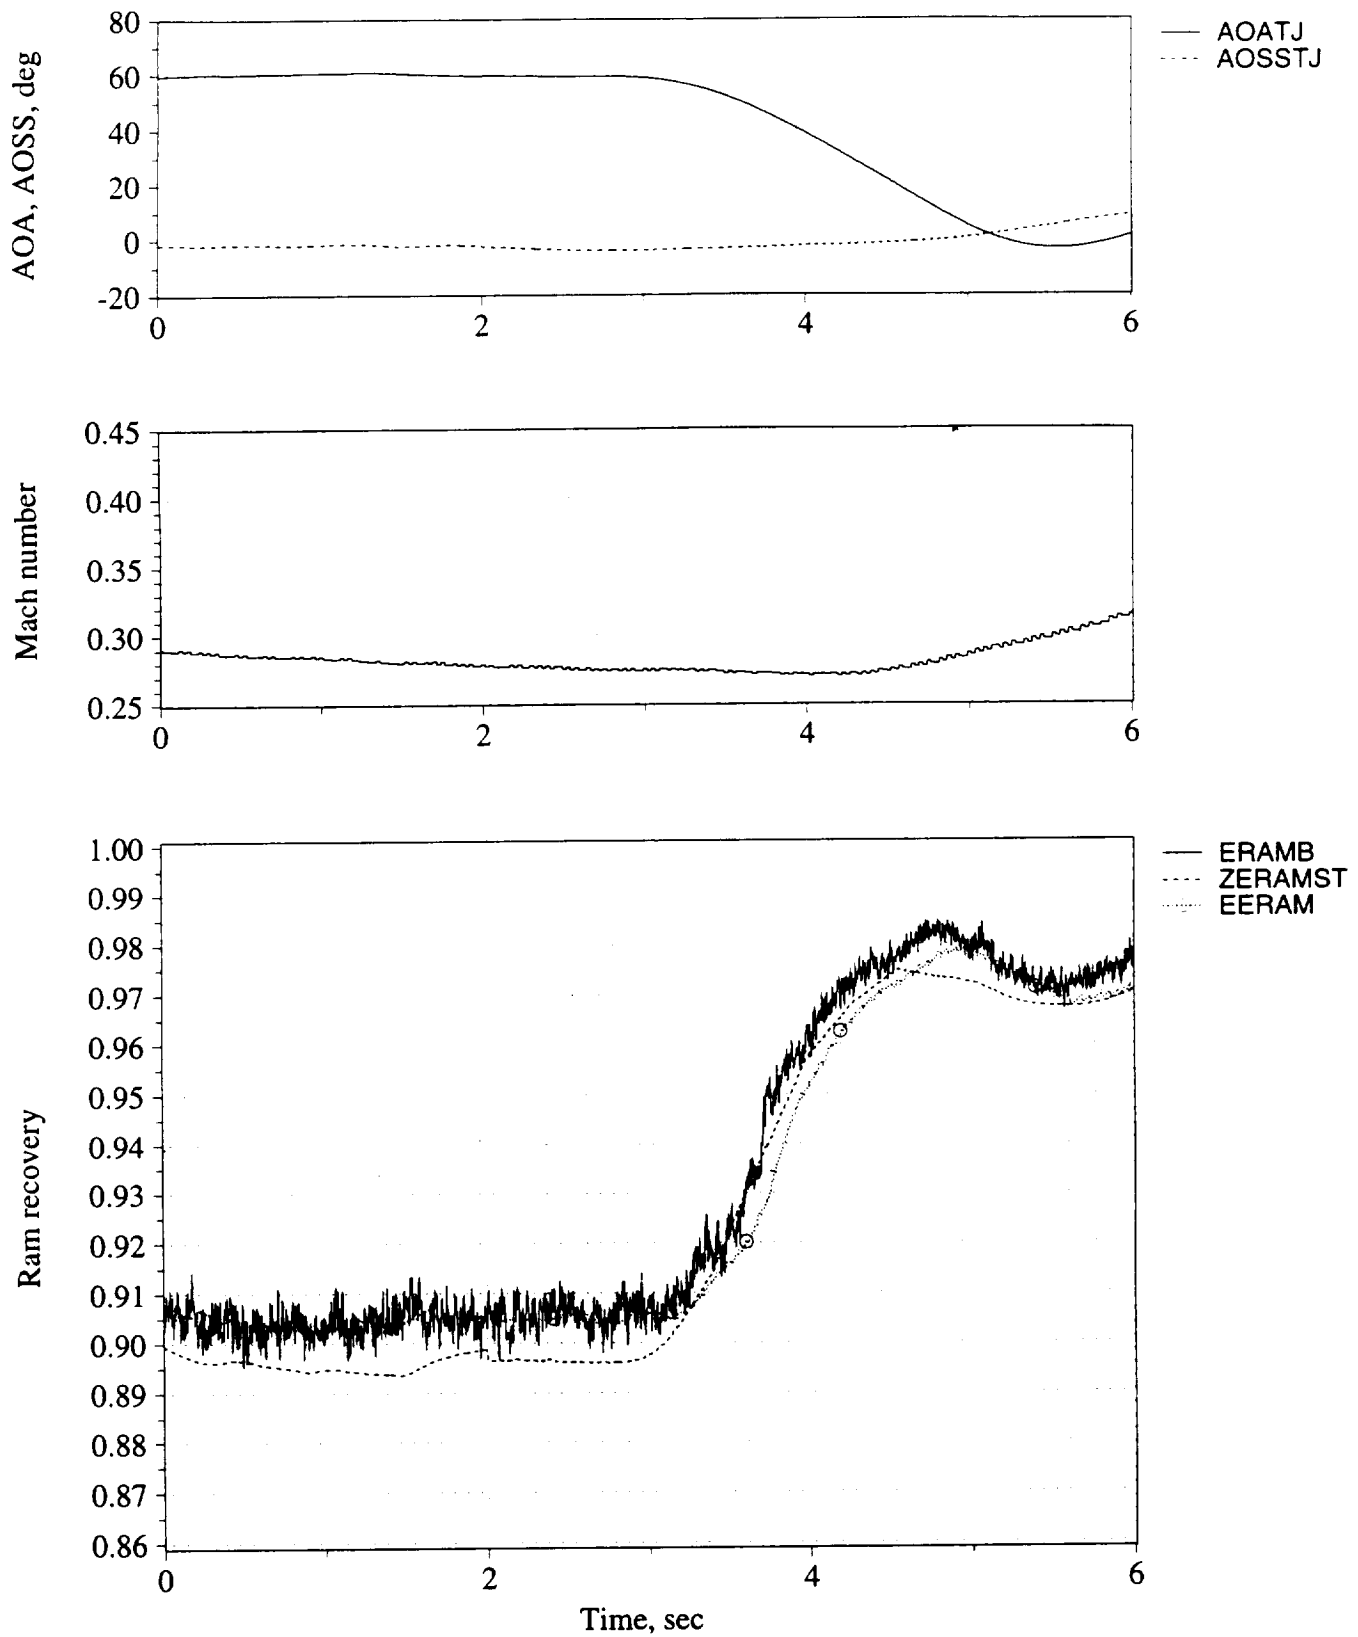 80
60
40
20
0
-20
AOA, AOSS, deg
0 2 4 6
AOATJ
AOSSTJ
0.45
0.40
0.35
0.30
0.25
Mach number
0 2 4 6
1.00
0.99
0.98
0.97
0.96
0.95
0.94
0.93
0.92
0.91
0.90
0.89
0.88
0.87
0.86
Ram recovery
ERAMB
ZERAMST
EERAM
0 2 4 6
Time, sec